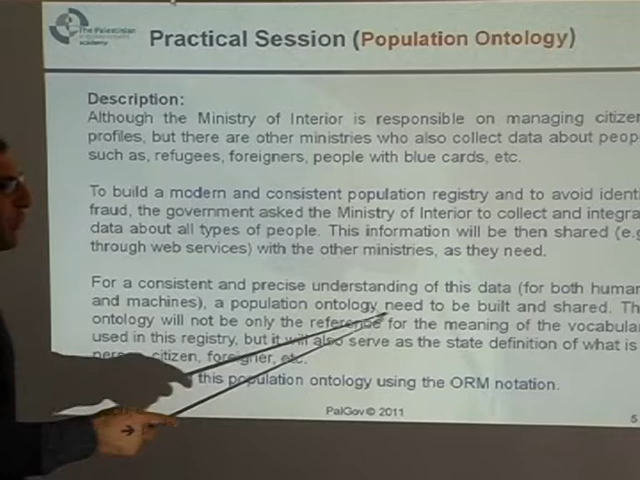 The Palestinian
academy
Practical Session (Population Ontology)
Description:
Although the Ministry of Interior is responsible on managing citizen
profiles, but there are other ministries who also collect data about
such as, refugees, foreigners, people with blue cards, etc.
To build a modern and consistent population registry and to avoid
fraud, the government asked the Ministry of Interior to collect and
data about all types of people. This information will be then shared (e.g
through web services) with the other ministries, as they need.
For a consistent and precise understanding of this data (for both human
and machines), a population ontology need to be built and shared.
ontology will not be only the reference for the meaning of the
used in this registry, but it will also serve as the state definition of what is
citizen, foreigner, etc.
this population ontology using the ORM notation.
PalGov © 2011
5